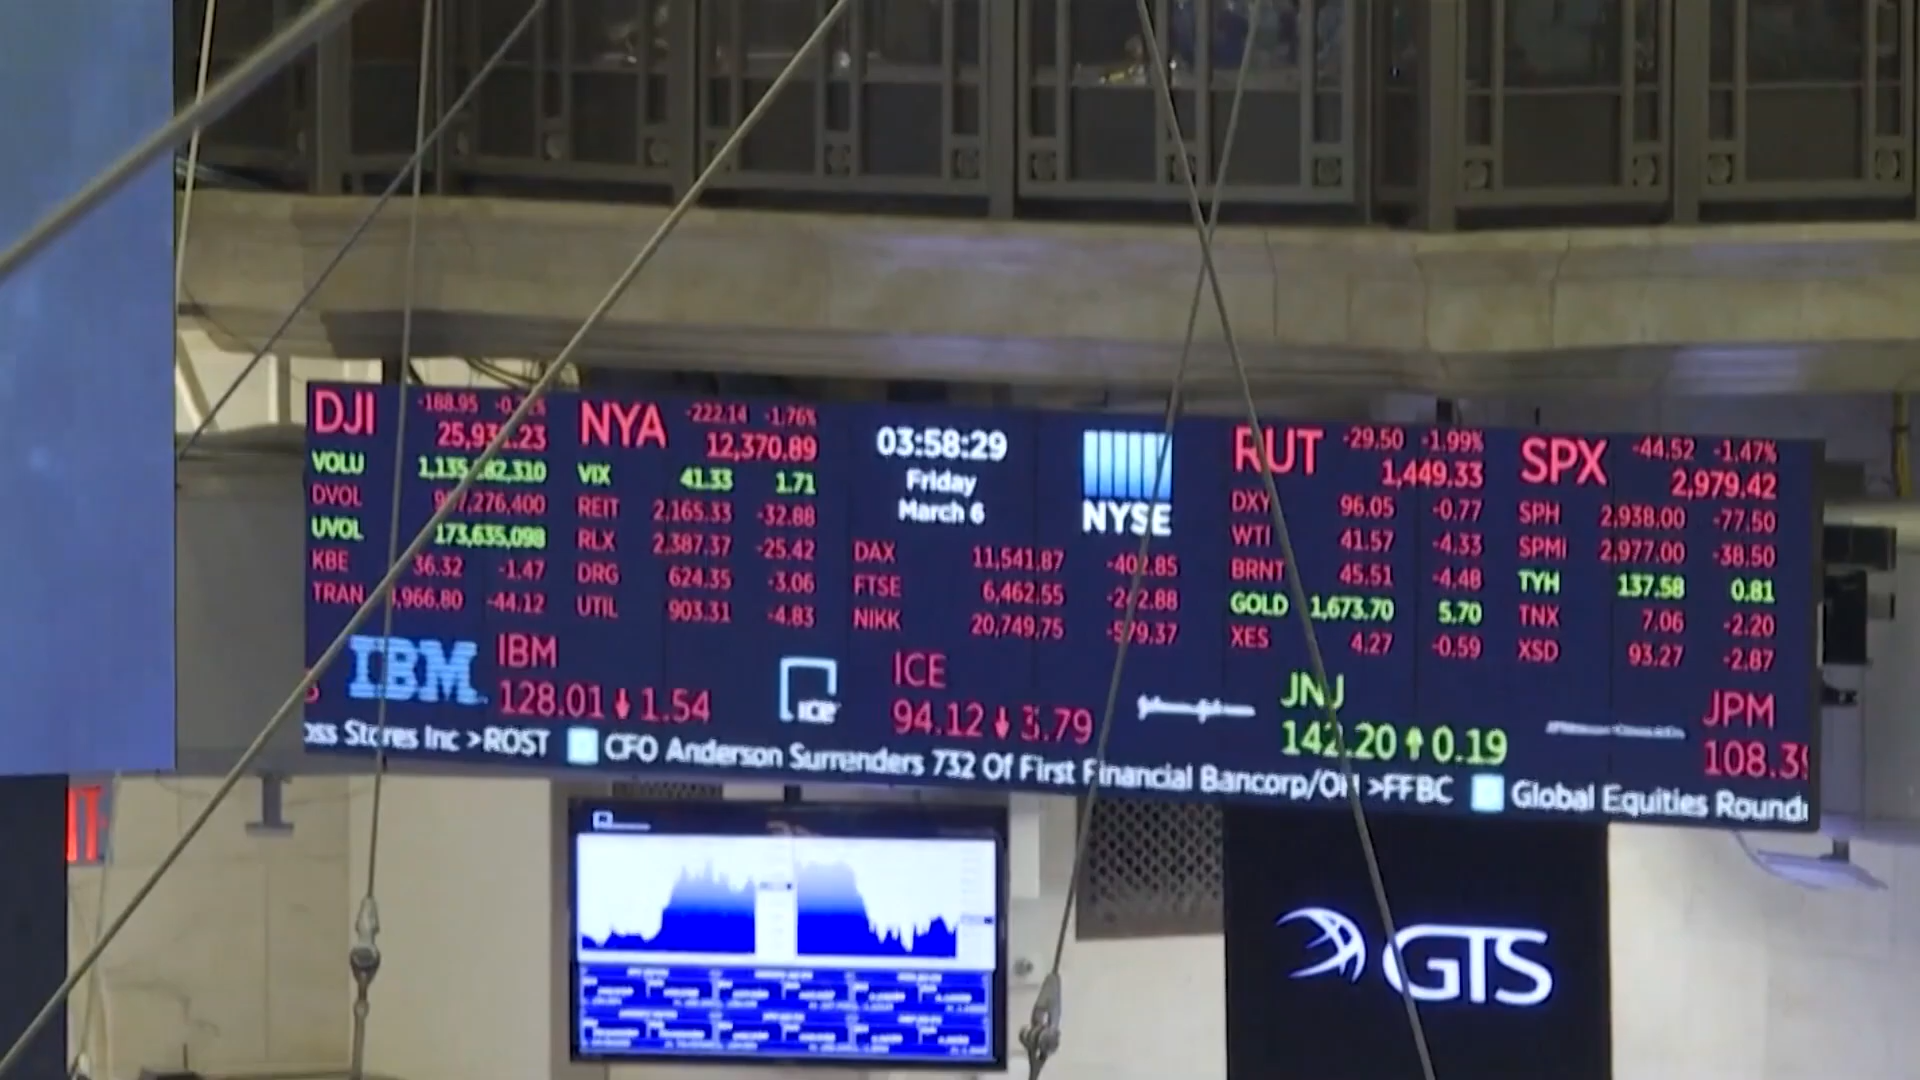 DJI -188.95
VOLU
DVOL
UVOL 173,635,098
KBE 36.32 -1.47
TRAN -44.12
NYA -222.14 -1.76%
12,370.89
VIX 41.33 1.71
REIT 2,165.33 -32.88
RLX 2,387.37 -25.42
DRG 624.35 -3.06
UTIL 903.31 -4.83
03:58:29
Friday
March 6
NYSE
DAX 11,541.87 -402.85
FTSE 6,462.55
NIKK 20,749.75
RUT -29.50 -1.99%
1,449.33
DXY 96.05 -0.77
WTI 41.57 -4.33
BRNT 45.51 -4.48
GOLD 1,673.70 5.70
XES 4.27 -0.59
SPX -44.52 -1.47%
2,979.42
SPH 2,938.00 -77.50
SPMI 2,977.00 -38.50
TYH 137.58 0.81
TNX 7.06 -2.20
XSD 93.27 -2.87
IBM IBM
128.01 ↓ 1.54
ice ICE
94.12 ↓ 3.79
JNJ
142.20 ↑ 0.19
JPM
Stores Inc >ROST CFO Anderson Surrenders 732 Of First Financial Bancorp/OH >FFBC Global Equities
GTS